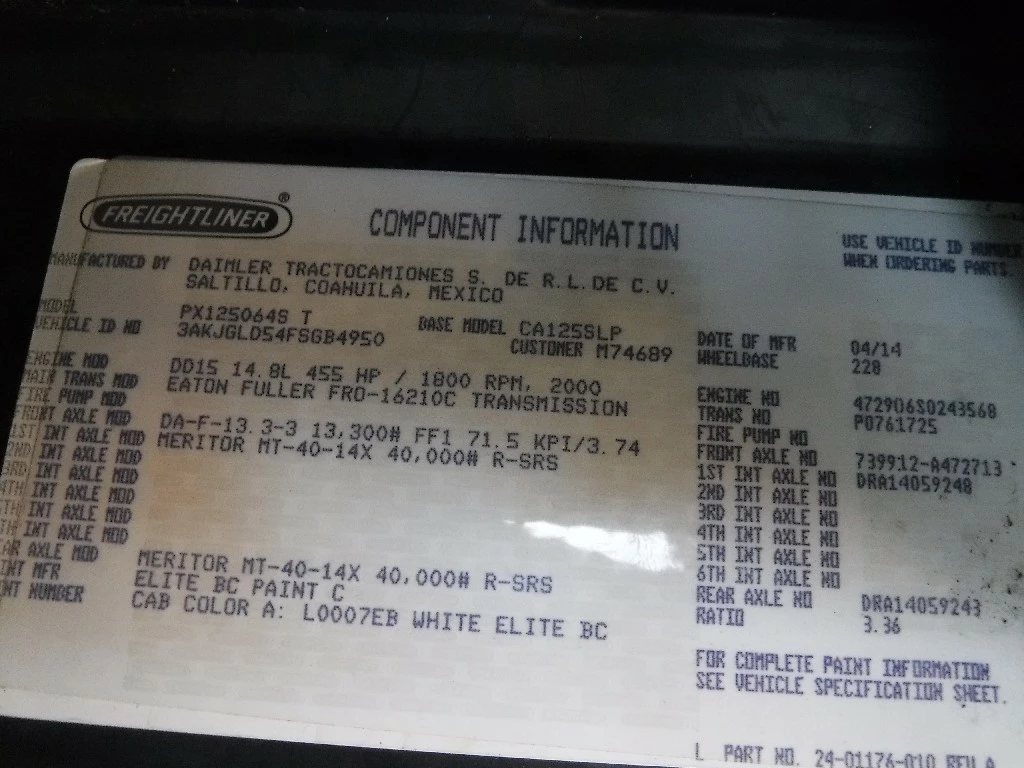 FREIGHTLINER ®
COMPONENT INFORMATION
USE VEHICLE ID NUMBER
WHEN ORDERING PARTS.
MANUFACTURED BY DAIMLER TRACTOCAMIONES S. DE R.L.DE C.V.
SALTILLO, COAHUILA, MEXICO
MODEL PX125064S T BASE MODEL CA125SLP
VEHICLE ID NO 3AKJGLD54FSGB4950 CUSTOMER M74689
DATE OF MFR 04/14
WHEELBASE 228
ENGINE MOD DD15 14.8L 455 HP / 1800 RPM, 2000
MAIN TRANS MOD EATON FULLER FRO-16210C TRANSMISSION
FIRE PUMP MOD
FRONT AXLE MOD DA-F-13.3-3 13,300# FF1 71.5 KPI/3.74
1ST INT AXLE MOD MERITOR MT-40-14X 40,000# R-SRS
2ND INT AXLE MOD
3RD INT AXLE MOD
4TH INT AXLE MOD
5TH INT AXLE MOD
TH INT AXLE MOD
AR AXLE MOD MERITOR MT-40-14X 40,000# R-SRS
INT MFR ELITE BC PAINT C
INT NUMBER CAB COLOR A: L0007EB WHITE ELITE BC
ENGINE NO 472906S0243568
TRANS NO P0761725
FIRE PUMP NO
FRONT AXLE NO 739912-A472713
1ST INT AXLE NO DRA14059248
2ND INT AXLE NO
3RD INT AXLE NO
4TH INT AXLE NO
5TH INT AXLE NO
6TH INT AXLE NO
REAR AXLE NO DRA14059243
RATIO 3.36
FOR COMPLETE PAINT INFORMATION
SEE VEHICLE SPECIFICATION SHEET.
L PART NO. 24-01176-010 REV A